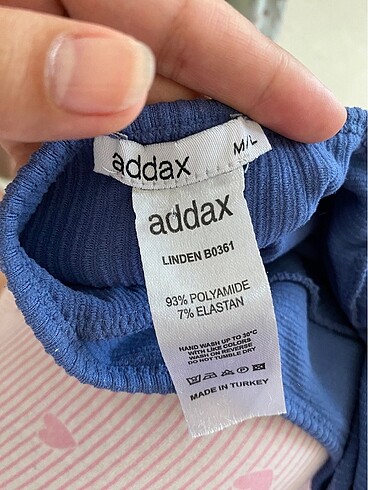 addax M/L
addax
LINDEN B0361
93% POLYAMIDE
7% ELASTAN
HAND WASH UP TO 30°C
WITH LIKE COLORS
WASH ON REVERSE
DO NOT TUMBLE DRY
MADE IN TURKEY